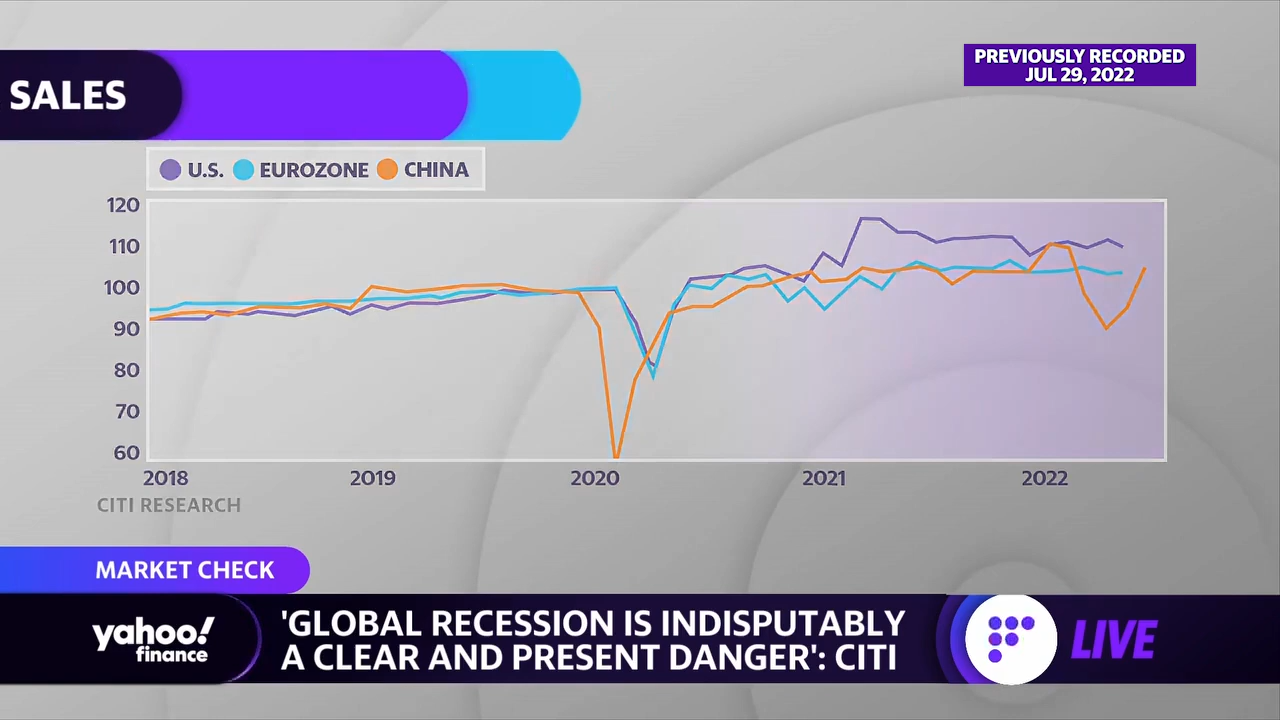 SALES
PREVIOUSLY RECORDED
JUL 29, 2022
U.S. EUROZONE CHINA
120
110
100
90
80
70
60
2018 2019 2020 2021 2022
CITI RESEARCH
MARKET CHECK
yahoo!
finance
'GLOBAL RECESSION IS INDISPUTABLY
A CLEAR AND PRESENT DANGER': CITI
LIVE